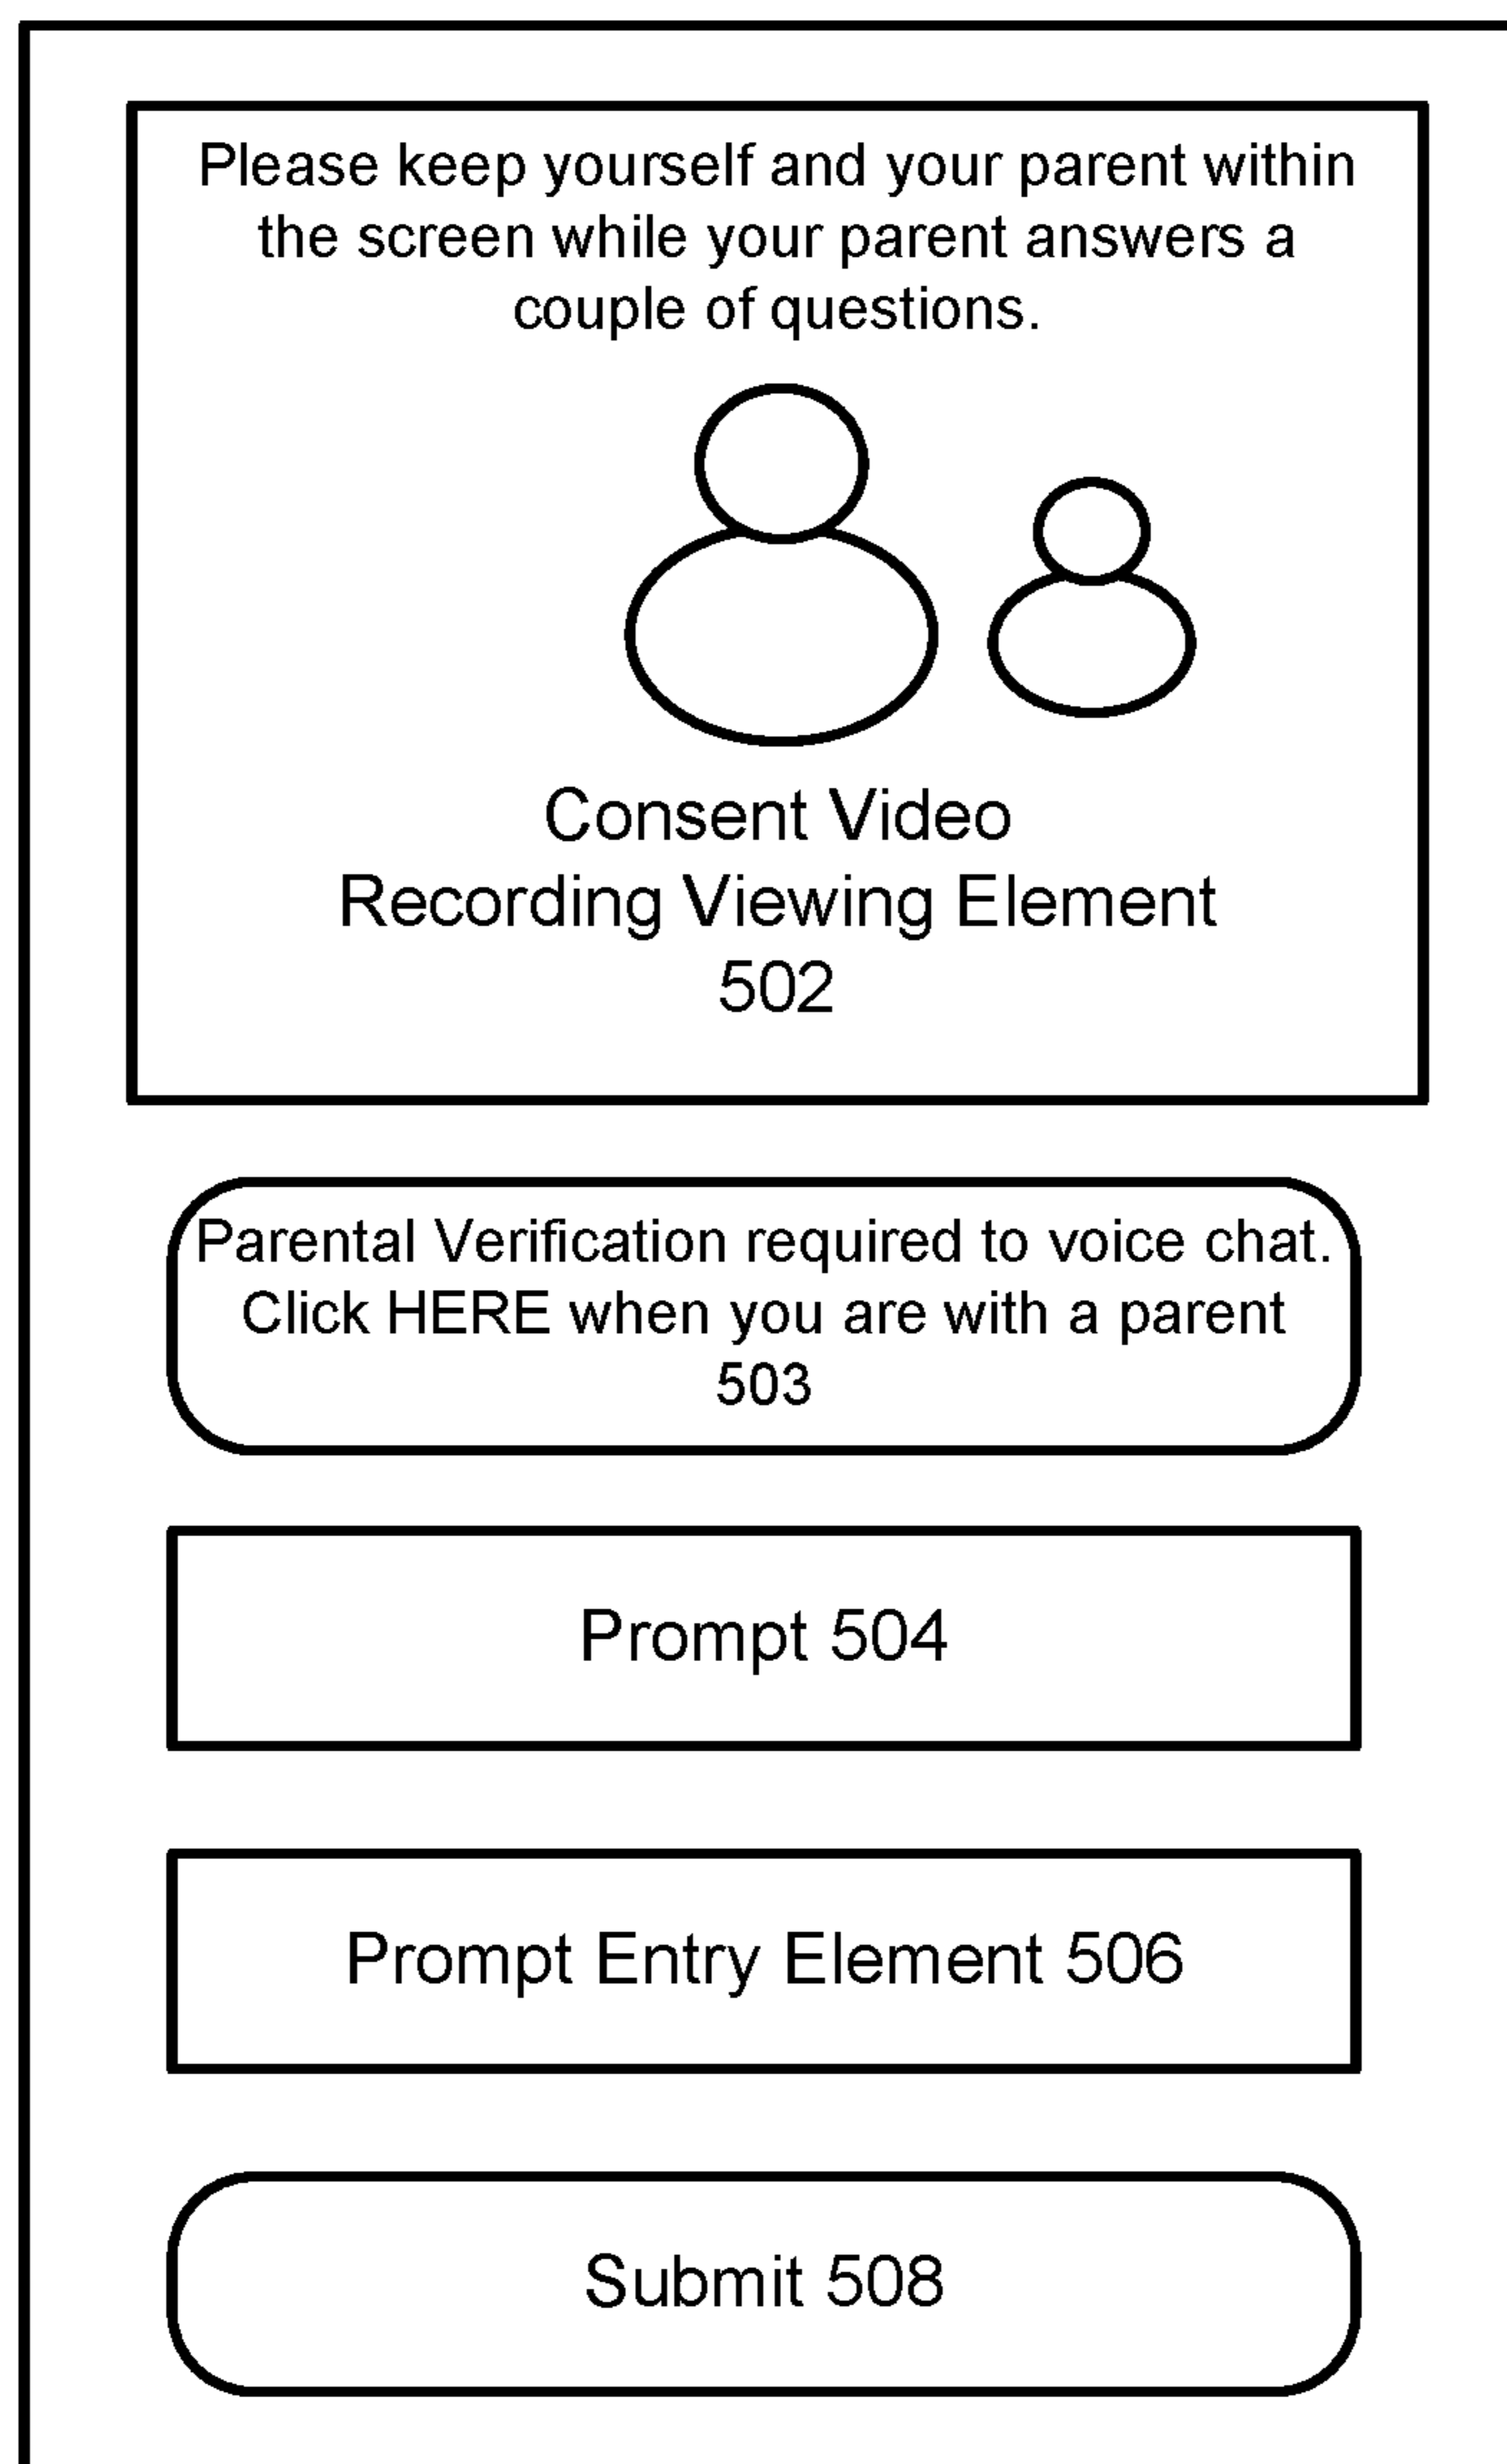 Please keep yourself and your parent within
the screen while your parent answers a
couple of questions.
Consent Video
Recording Viewing Element
502
Parental Verification required to voice chat.
Click HERE when you are with a parent
503
Prompt 504
Prompt Entry Element 506
Submit 508